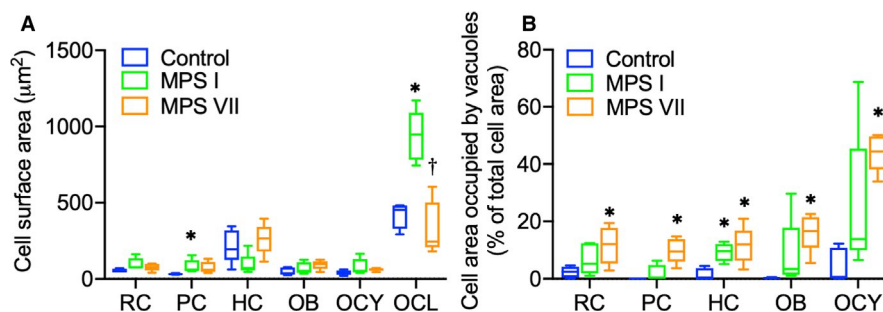 A
Cell surface area (μm²)
1500
1000
500
0
Control
MPS I
MPS VII
*
*
†
RC PC HC OB OCY OCL
B
Cell area occupied by vacuoles
(% of total cell area)
80
60
40
20
0
Control
MPS I
MPS VII
* * * * * *
RC PC HC OB OCY